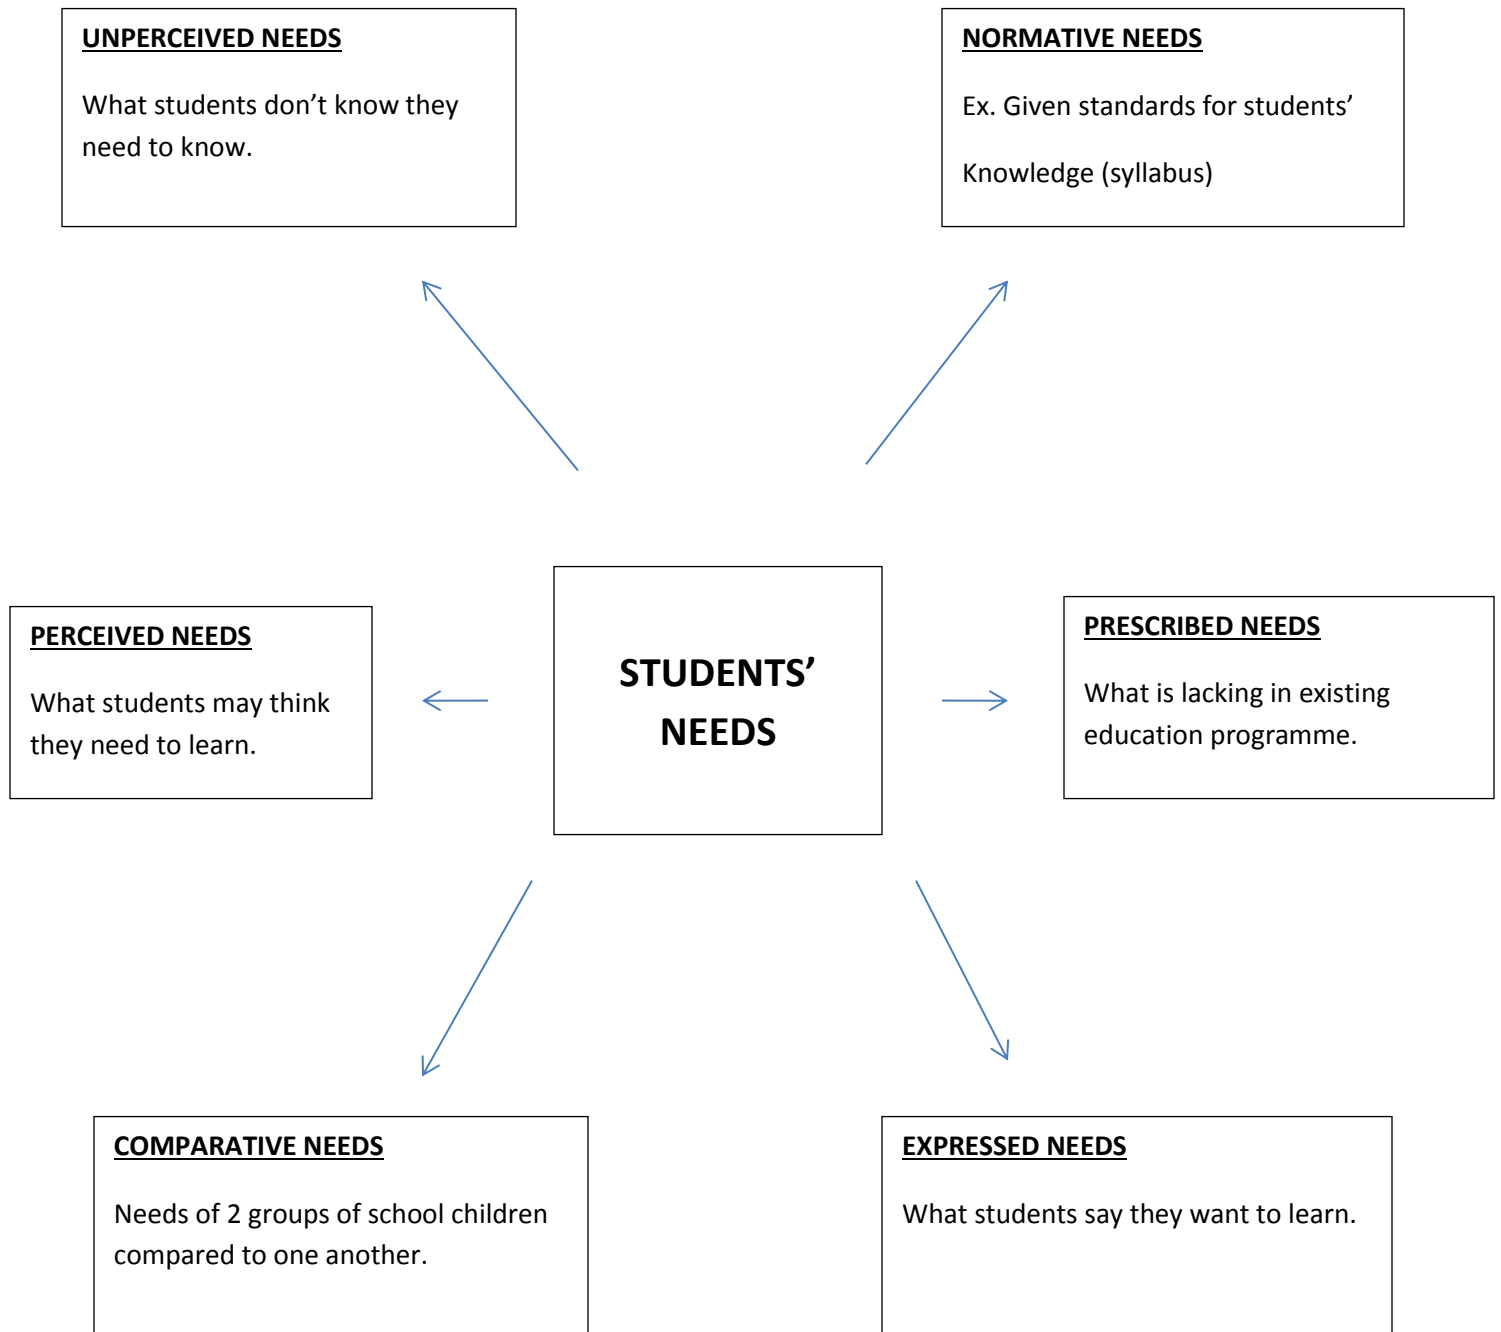 UNPERCEIVED NEEDS
What students don’t know they
need to know.
NORMATIVE NEEDS
Ex. Given standards for students’
Knowledge (syllabus)
PERCEIVED NEEDS
What students may think
they need to learn.
STUDENTS’
NEEDS
PRESCRIBED NEEDS
What is lacking in existing
education programme.
COMPARATIVE NEEDS
Needs of 2 groups of school children
compared to one another.
EXPRESSED NEEDS
What students say they want to learn.